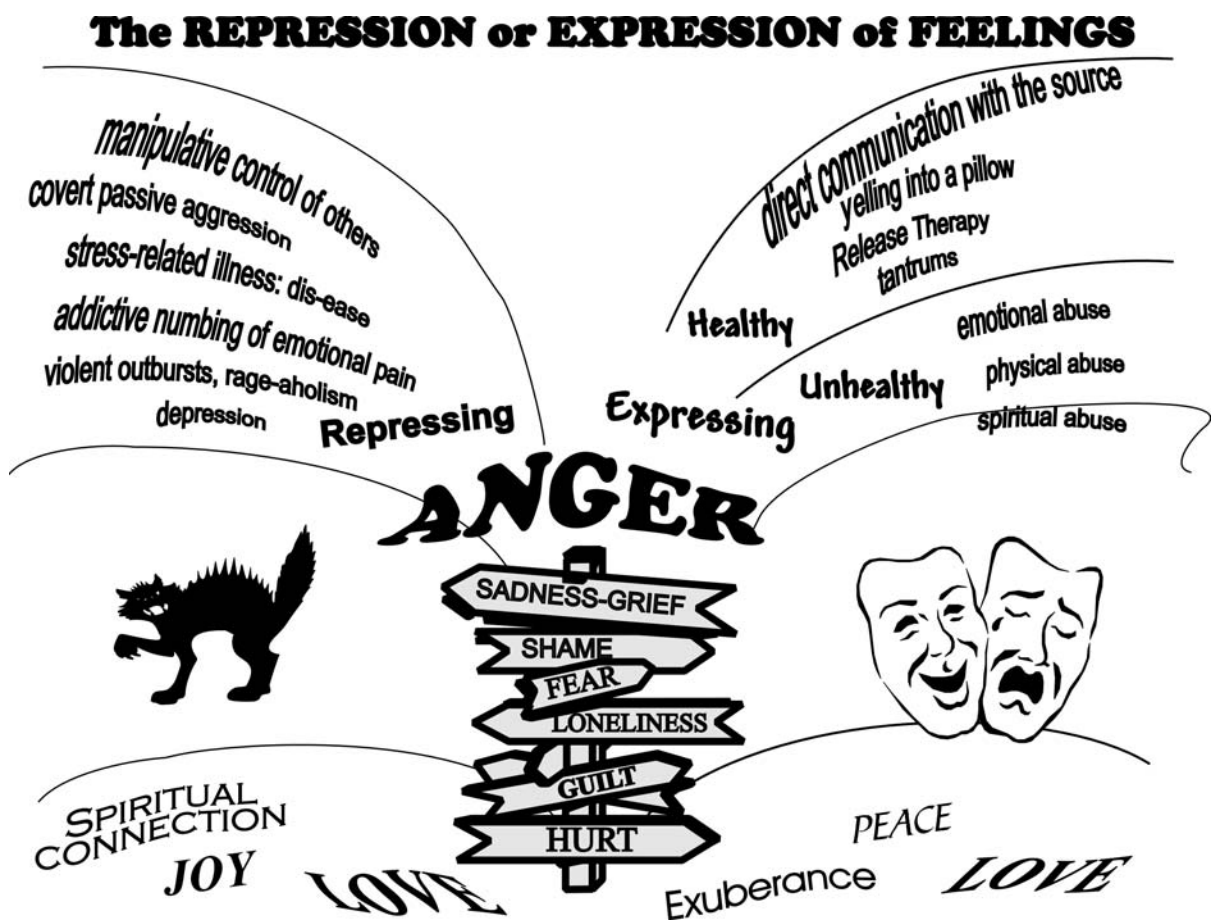 The REPRESSION or EXPRESSION of FEELINGS
manipulative control of others
covert passive aggression
stress-related illness: dis-ease
addictive numbing of emotional pain
violent outbursts, rage-aholism
depression
Repressing
direct communication with the source
yelling into a pillow
Release Therapy
tantrums
Healthy
Expressing
Unhealthy
emotional abuse
physical abuse
spiritual abuse
ANGER
SADNESS-GRIEF
SHAME
FEAR
LONELINESS
GUILT
HURT
SPIRITUAL
CONNECTION
JOY
LOVE
PEACE
Exuberance
LOVE